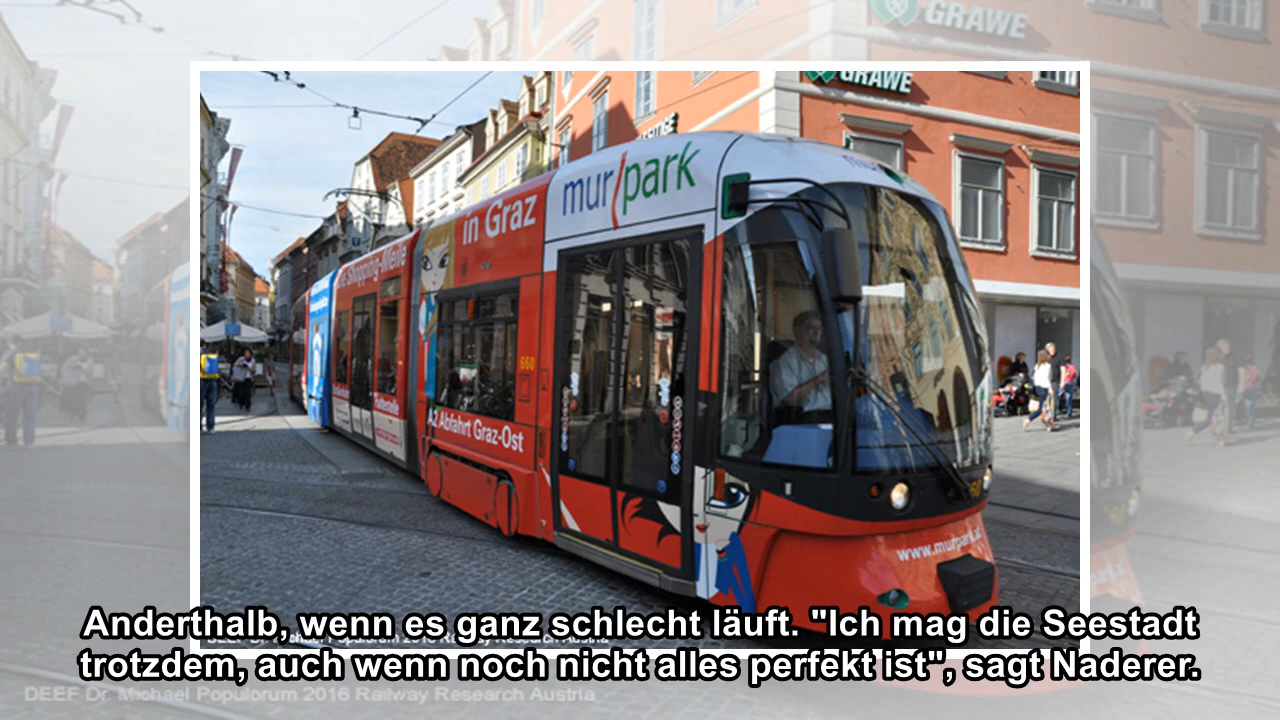 GRAWE
GRAWE
mur/park
in Graz
Shopping-Meile
660
A2 Abfahrt Graz-Ost
www.murpark.at
Anderthalb, wenn es ganz schlecht läuft. "Ich mag die Seestadt
trotzdem, auch wenn noch nicht alles perfekt ist", sagt Naderer.
DEEF Dr. Michael Populorum 2016 Railway Research Austria